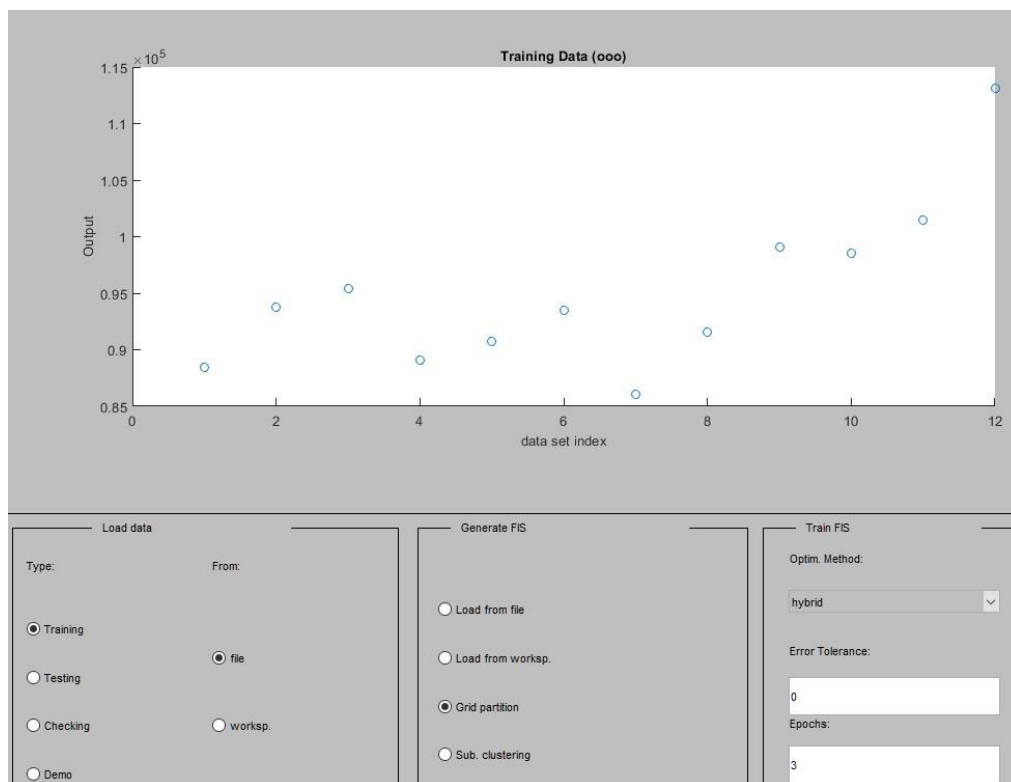 Training Data (ooo)
×10^5
1.15
1.1
1.05
1
0.95
0.9
0.85
Output
0 2 4 6 8 10 12
data set index
Load data
Type: From:
Training
file
Testing
Checking
worksp.
Demo
Generate FIS
Load from file
Load from worksp.
Grid partition
Sub. clustering
Train FIS
Optim. Method:
hybrid
Error Tolerance:
0
Epochs:
3